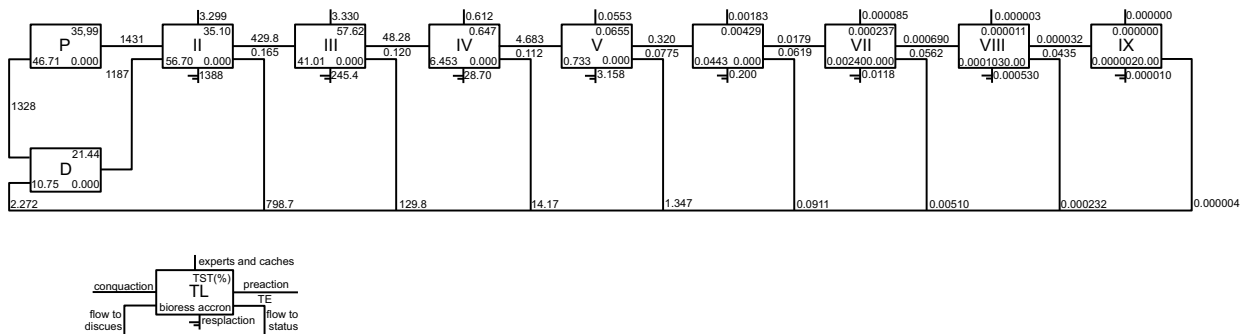 3.299 3.330 0.612 0.0553 0.00183 0.000085 0.000003 0.000000
35,99 35.10 57.62 0.647 0.0655 0.00429 0.000237 0.000011 0.000000
P 1431 II 429.8 III 48.28 IV 4.683 V 0.320 0.0179 VII 0.000690 VIII 0.000032 IX
0.165 0.120 0.112 0.0775 0.0619 0.0562 0.0435
46.71 0.000 56.70 0.000 41.01 0.000 6.453 0.000 0.733 0.000 0.0443 0.000 0.002400.000 0.0001030.00 0.0000020.00
1187 1388 245.4 28.70 3.158 0.200 0.0118 0.000530 0.000010
1328
21.44
D
10.75 0.000
2.272 798.7 129.8 14.17 1.347 0.0911 0.00510 0.000232 0.000004
experts and caches
TST(%)
conquaction TL preaction
bioress accron TE
flow to discues
resplaction
flow to status